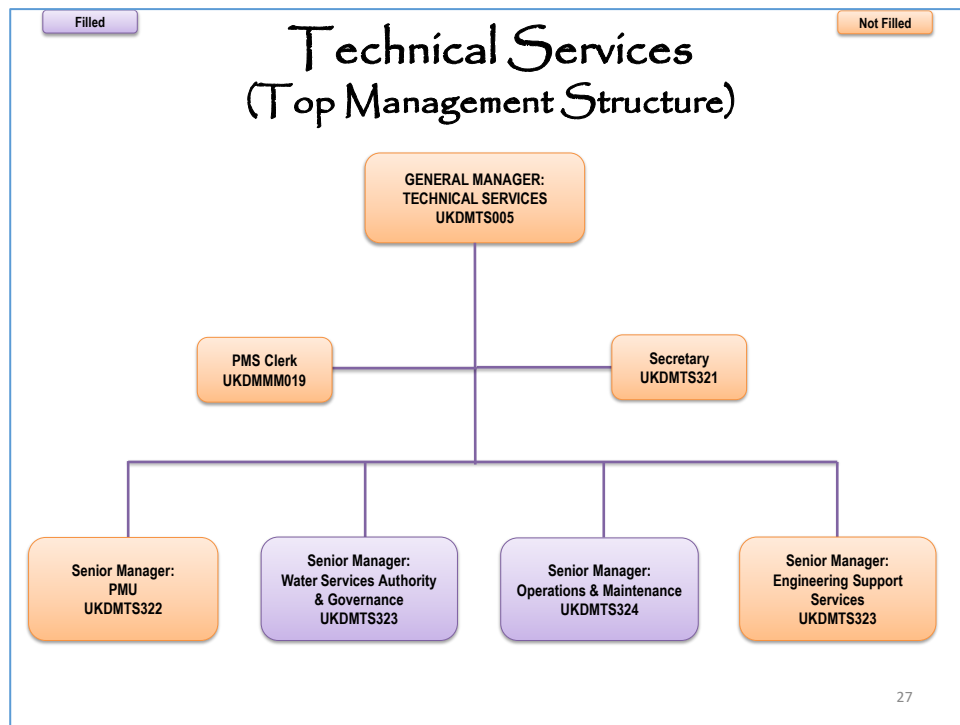 Filled
Not Filled
Technical Services
(Top Management Structure)
GENERAL MANAGER:
TECHNICAL SERVICES
UKDMTS005
PMS Clerk
UKDMMM019
Secretary
UKDMTS321
Senior Manager:
PMU
UKDMTS322
Senior Manager:
Water Services Authority
& Governance
UKDMTS323
Senior Manager:
Operations & Maintenance
UKDMTS324
Senior Manager:
Engineering Support
Services
UKDMTS323
27